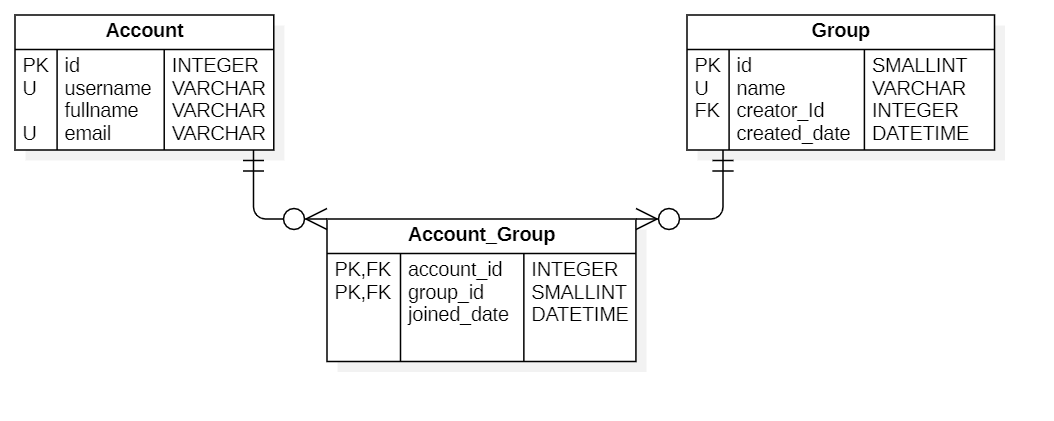 Account
PK id INTEGER
U username VARCHAR
fullname VARCHAR
U email VARCHAR
Group
PK id SMALLINT
U name VARCHAR
FK creator_Id INTEGER
created_date DATETIME
Account_Group
PK,FK account_id INTEGER
PK,FK group_id SMALLINT
joined_date DATETIME